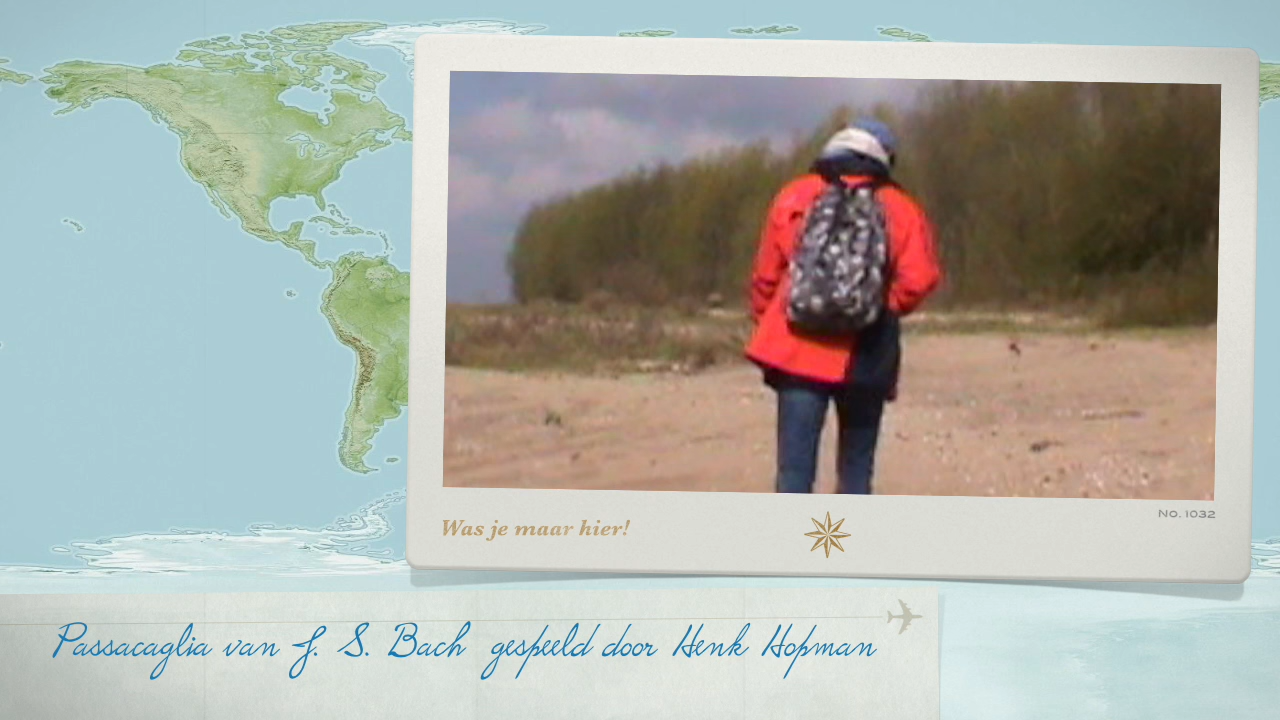 No. 1032
Was je maar hier!
Passacaglia van J. S. Bach gespeeld door Henk Hopman